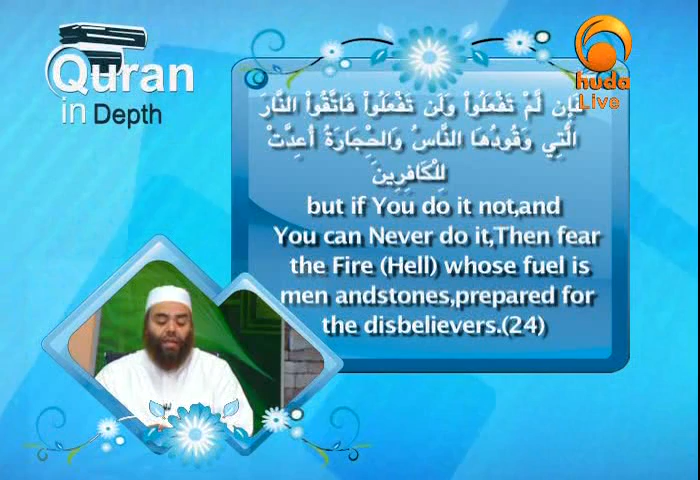 Quran
in Depth
huda
Live
فَإِن لَّمْ تَفْعَلُواْ وَلَن تَفْعَلُواْ فَاتَّقُواْ النَّارَ
الَّتِي وَقُودُهَا النَّاسُ وَالْحِجَارَةُ أُعِدَّتْ
لِلْكَافِرِينَ
but if You do it not,and
You can Never do it,Then fear
the Fire (Hell) whose fuel is
men andstones,prepared for
the disbelievers.(24)